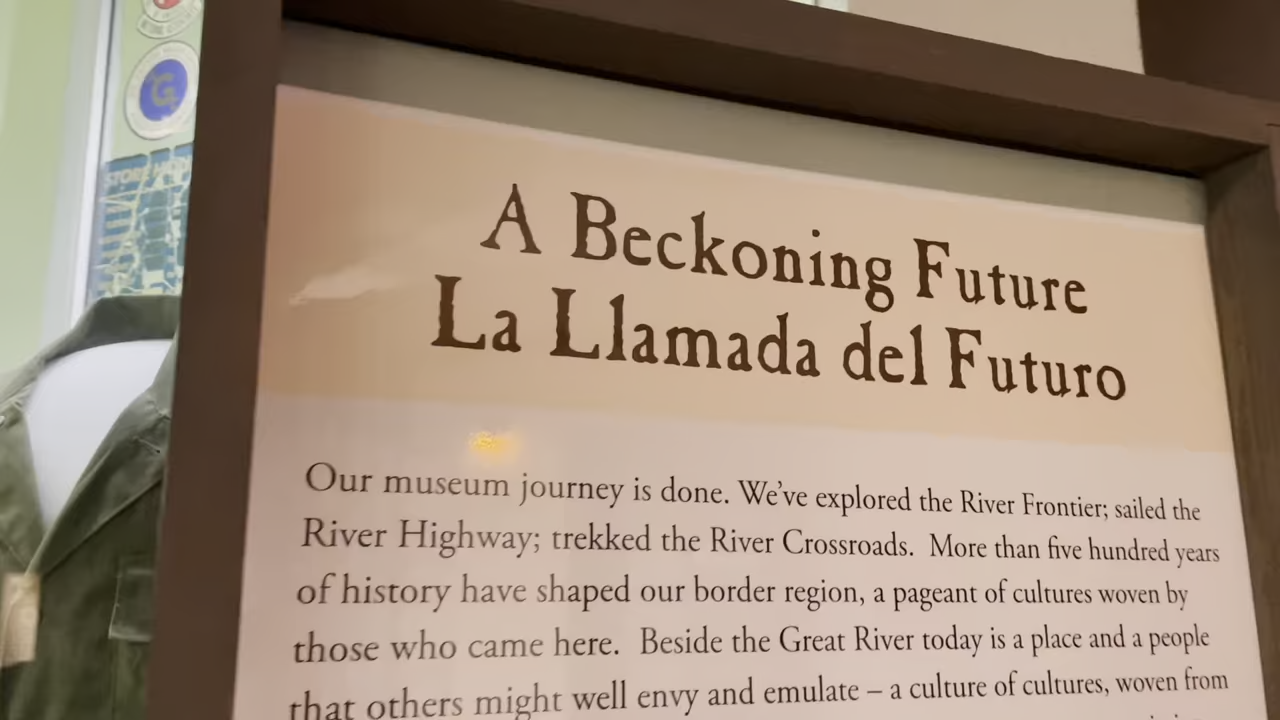 A Beckoning Future
La Llamada del Futuro
Our museum journey is done. We've explored the River Frontier; sailed the
River Highway; trekked the River Crossroads.  More than five hundred years
of history have shaped our border region, a pageant of cultures woven by
those who came here.  Beside the Great River today is a place and a people
that others might well envy and emulate – a culture of cultures, woven from